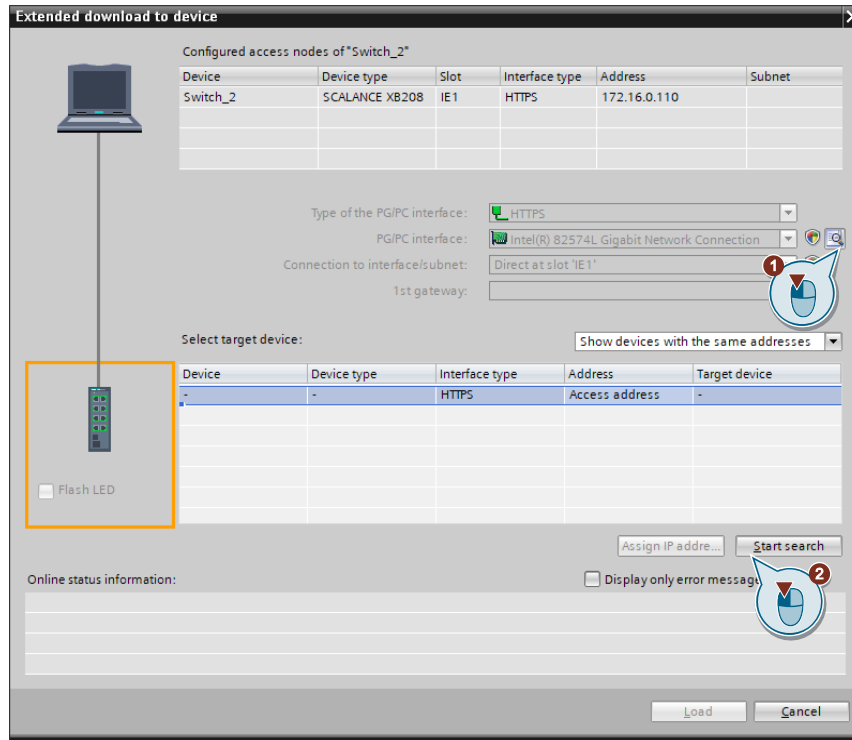 Extended download to device
Configured access nodes of "Switch_2"
Device Device type Slot Interface type Address Subnet
Switch_2 SCALANCE XB208 IE1 HTTPS 172.16.0.110
Type of the PG/PC interface: HTTPS
PG/PC interface: Intel(R) 82574L Gigabit Network Connection
1
Connection to interface/subnet: Direct at slot 'IE1'
1st gateway:
Select target device: Show devices with the same addresses
Device Device type Interface type Address Target device
- - HTTPS Access address -
Flash LED
Assign IP addre... Start search
2
Online status information: Display only error messag
Load Cancel